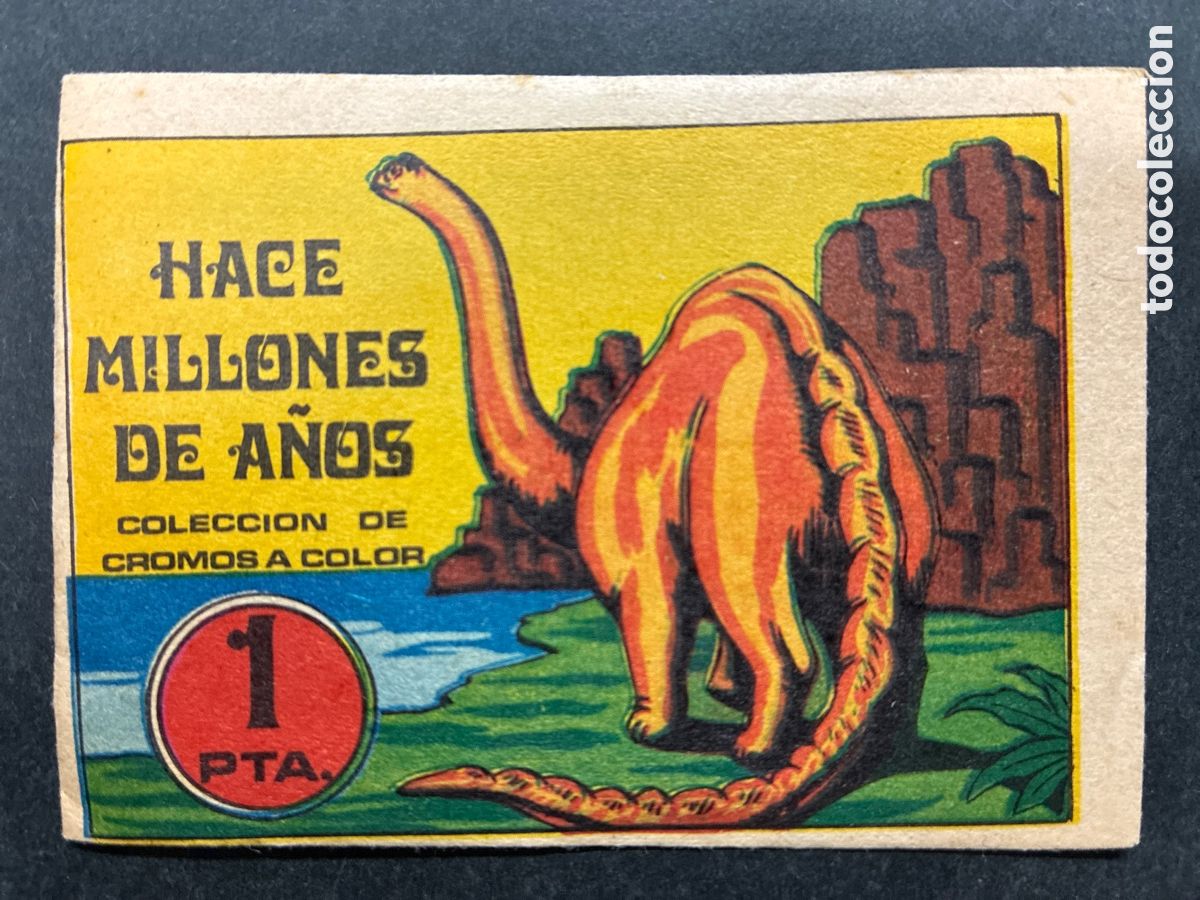 HACE
MILLONES
DE AÑOS
COLECCION DE
CROMOS A COLOR
1
PTA.
todocoleccion